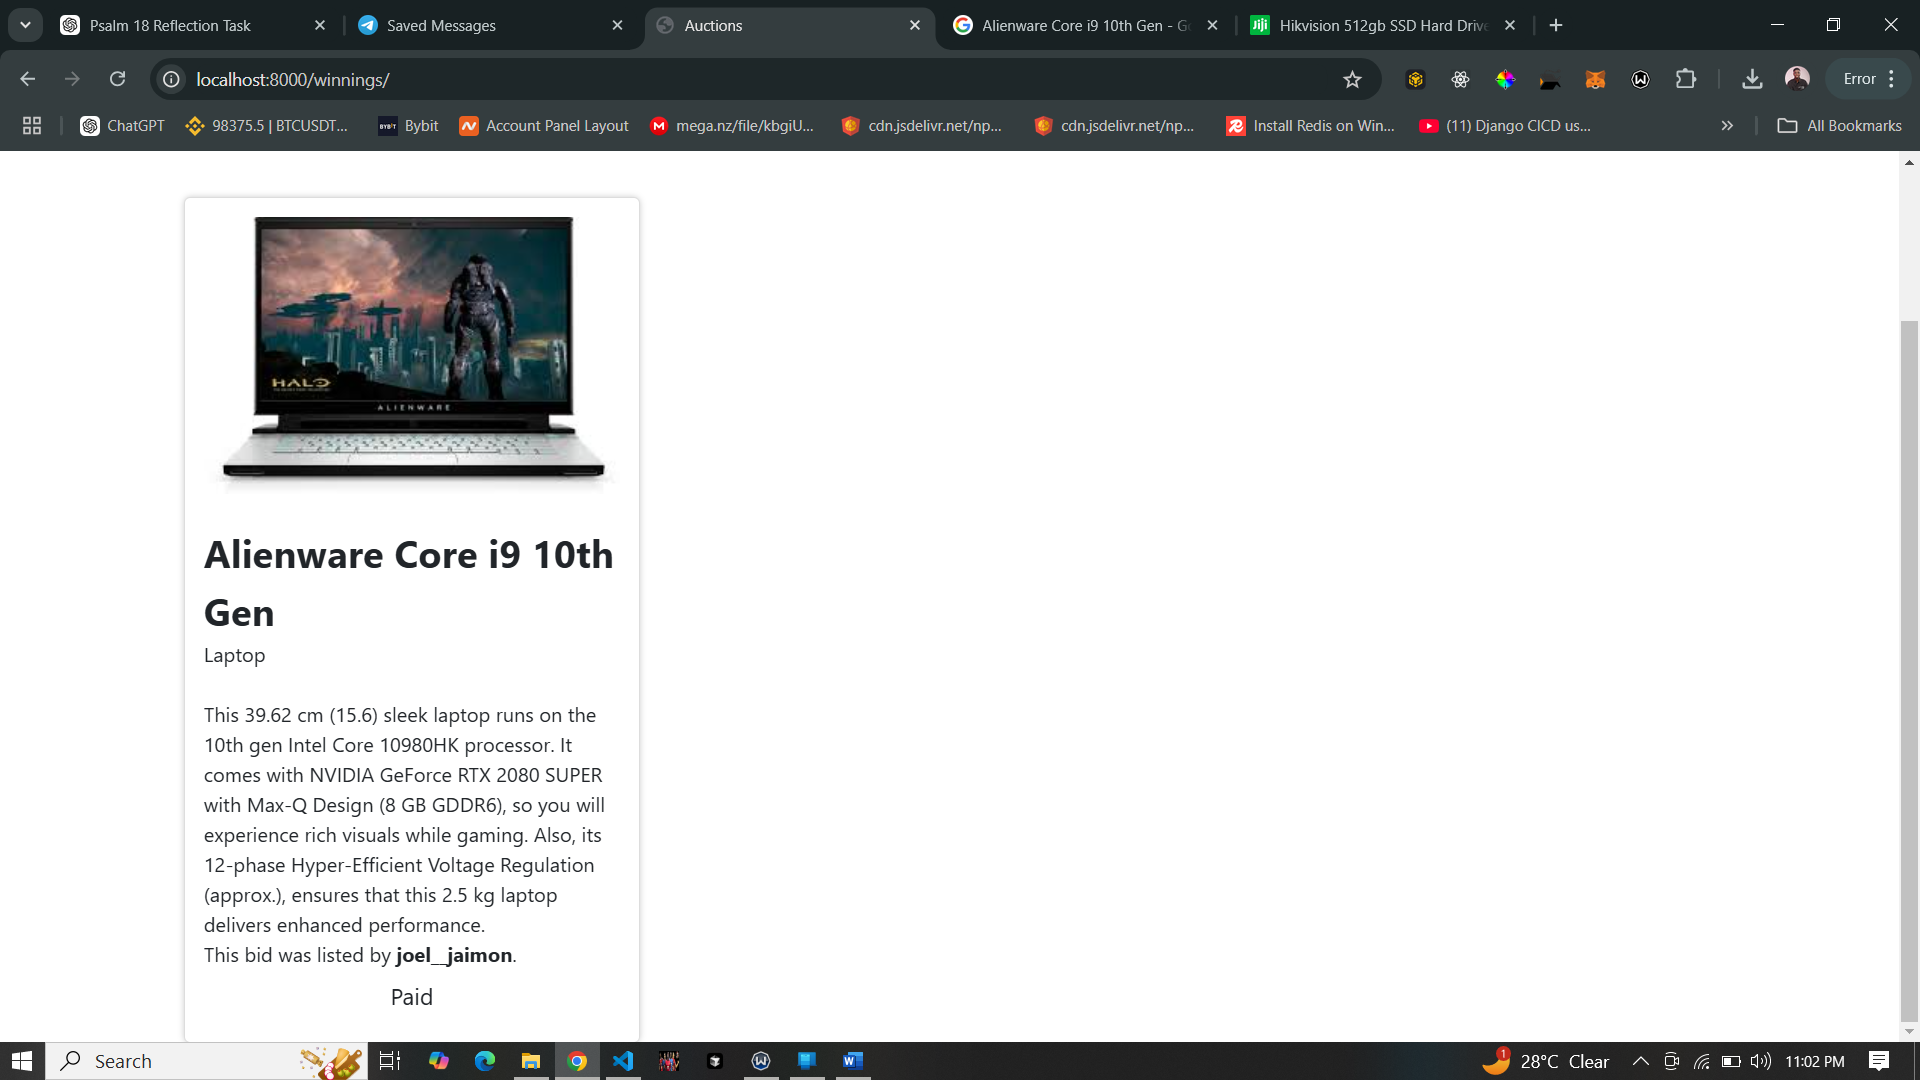 Psalm 18 Reflection Task
Saved Messages
Auctions
Alienware Core i9 10th Gen - Go
Hikvision 512gb SSD Hard Drive
localhost:8000/winnings/
Error
ChatGPT
98375.5 | BTCUSDT...
Bybit
Account Panel Layout
mega.nz/file/kbgiU...
cdn.jsdelivr.net/np...
cdn.jsdelivr.net/np...
Install Redis on Win...
(11) Django CICD us...
All Bookmarks
HALO
ALIENWARE
Alienware Core i9 10th
Gen
Laptop
This 39.62 cm (15.6) sleek laptop runs on the
10th gen Intel Core 10980HK processor. It
comes with NVIDIA GeForce RTX 2080 SUPER
with Max-Q Design (8 GB GDDR6), so you will
experience rich visuals while gaming. Also, its
12-phase Hyper-Efficient Voltage Regulation
(approx.), ensures that this 2.5 kg laptop
delivers enhanced performance.
This bid was listed by joel__jaimon.
Paid
Search
1
28°C Clear
11:02 PM